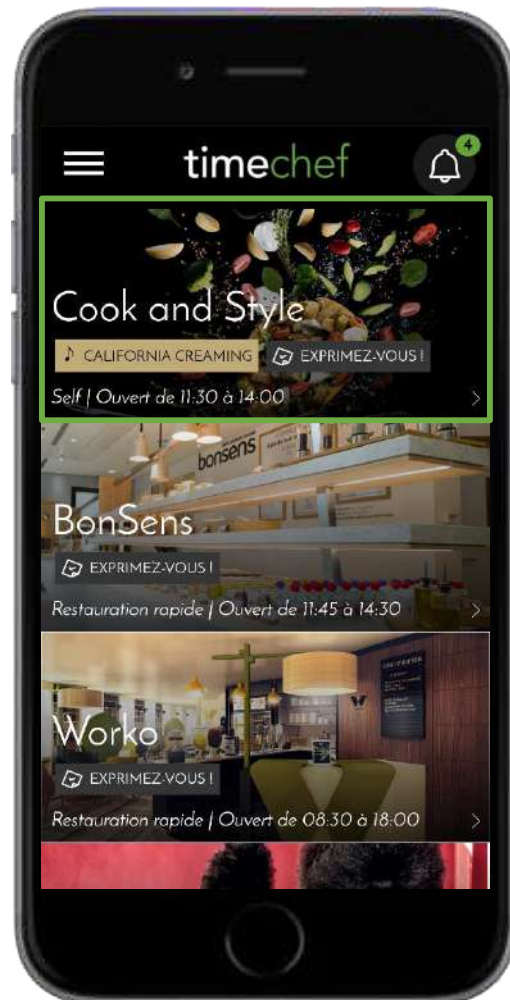 timechef
4
Cook and Style
CALIFORNIA CREAMING
EXPRIMEZ-VOUS !
Self | Ouvert de 11:30 à 14:00
bonsens
BonSens
EXPRIMEZ-VOUS !
Restauration rapide | Ouvert de 11:45 à 14:30
Worko
EXPRIMEZ-VOUS !
Restauration rapide | Ouvert de 08:30 à 18:00